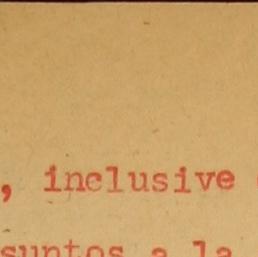 , inclusive
suntos a la